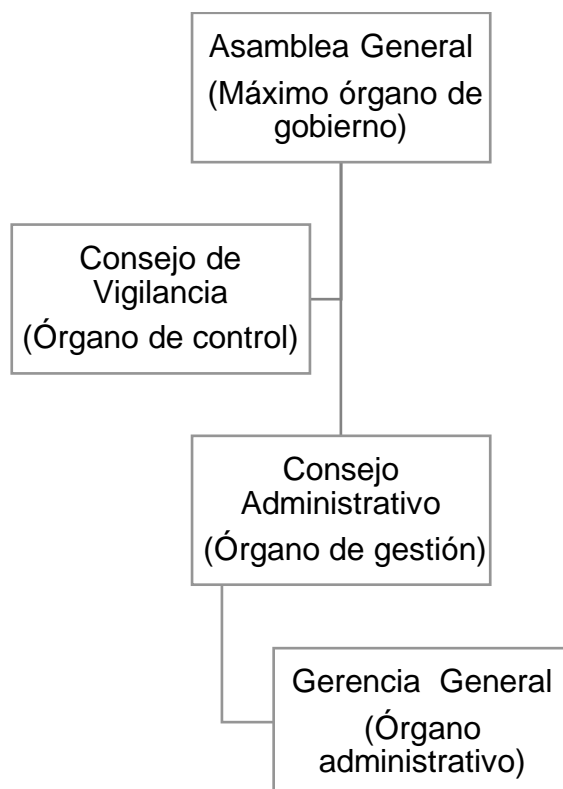 Asamblea General
(Máximo órgano de
gobierno)
Consejo de
Vigilancia
(Órgano de control)
Consejo
Administrativo
(Órgano de gestión)
Gerencia General
(Órgano
administrativo)